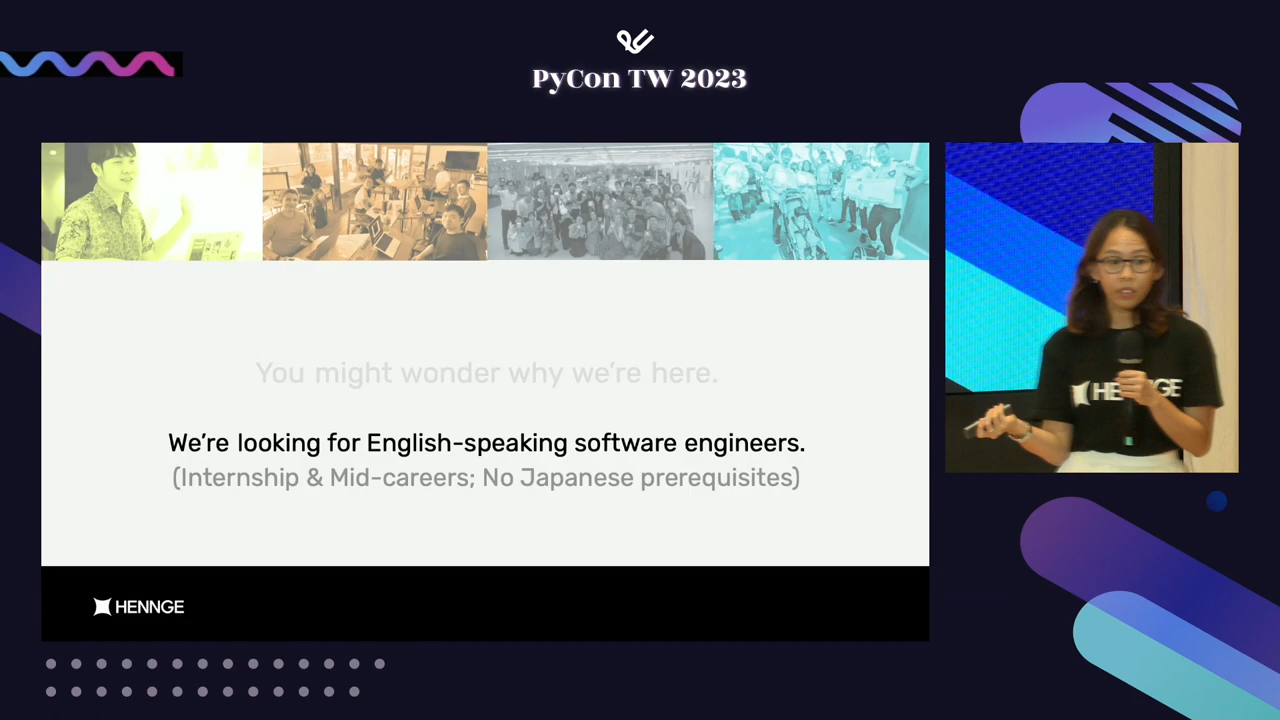 PyCon TW 2023
You might wonder why we're here.
We're looking for English-speaking software engineers.
(Internship & Mid-careers; No Japanese prerequisites)
HENNGE
HENNGE